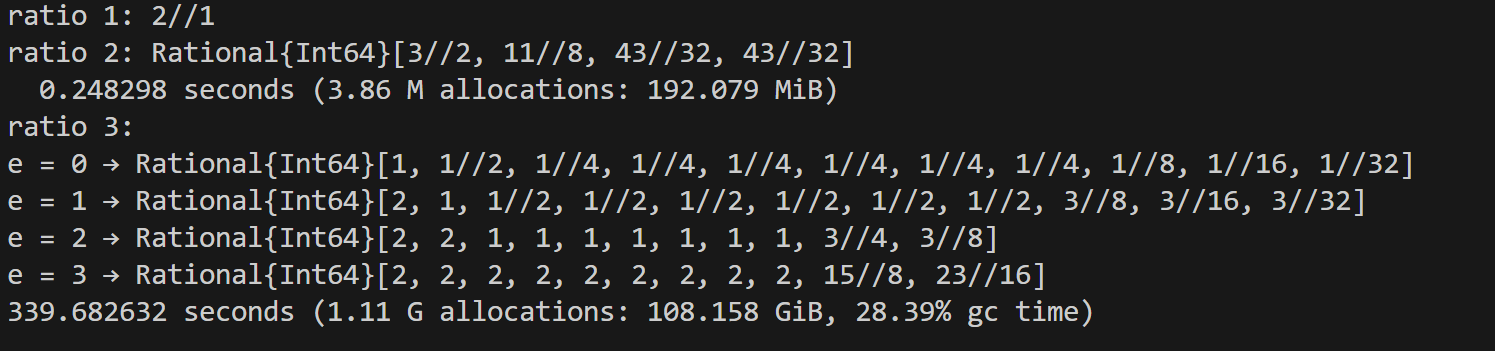 ratio 1: 2//1
ratio 2: Rational{Int64}[3//2, 11//8, 43//32, 43//32]
  0.248298 seconds (3.86 M allocations: 192.079 MiB)
ratio 3:
e = 0 → Rational{Int64}[1, 1//2, 1//4, 1//4, 1//4, 1//4, 1//4, 1//4, 1//8, 1//16, 1//32]
e = 1 → Rational{Int64}[2, 1, 1//2, 1//2, 1//2, 1//2, 1//2, 1//2, 3//8, 3//16, 3//32]
e = 2 → Rational{Int64}[2, 2, 1, 1, 1, 1, 1, 1, 1, 3//4, 3//8]
e = 3 → Rational{Int64}[2, 2, 2, 2, 2, 2, 2, 2, 2, 15//8, 23//16]
339.682632 seconds (1.11 G allocations: 108.158 GiB, 28.39% gc time)